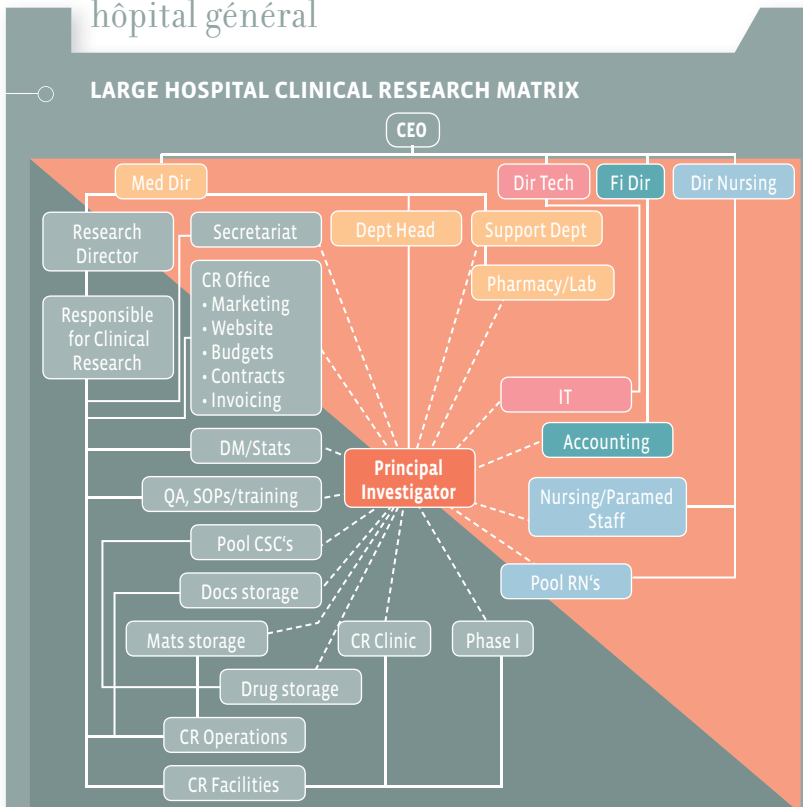 hôpital général
LARGE HOSPITAL CLINICAL RESEARCH MATRIX
CEO
Med Dir
Dir Tech
Fi Dir
Dir Nursing
Research
Director
Secretariat
Dept Head
Support Dept
CR Office
• Marketing
• Website
• Budgets
• Contracts
• Invoicing
Pharmacy/Lab
Responsible
for Clinical
Research
IT
DM/Stats
Accounting
Principal
Investigator
QA, SOPs/training
Nursing/Paramed
Staff
Pool CSC‘s
Docs storage
Pool RN‘s
Mats storage
CR Clinic
Phase I
Drug storage
CR Operations
CR Facilities